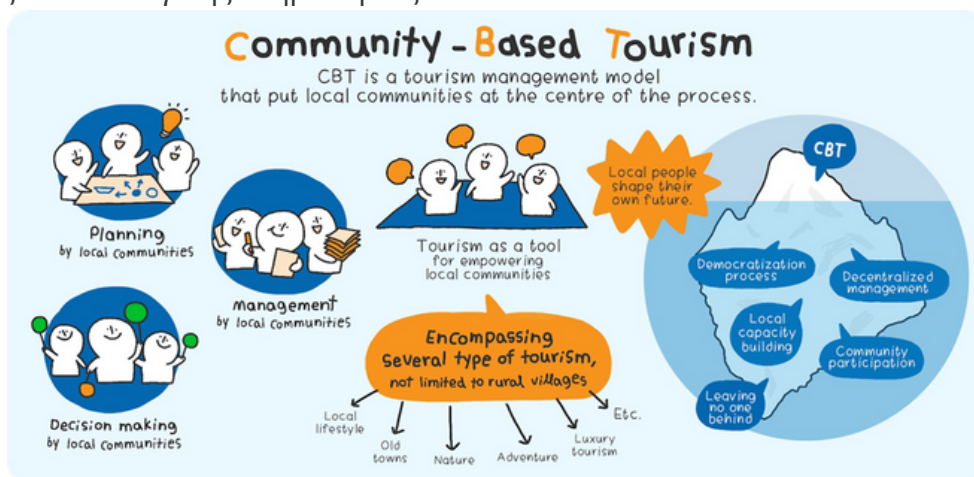 Community-Based Tourism
CBT is a tourism management model
that put local communities at the centre of the process.
Planning
by local communities
management
by local communities
Decision making
by local communities
Tourism as a tool
for empowering
local communities
Local people
shape their
own future.
Encompassing
several type of tourism,
not limited to rural villages
Local
lifestyle
Old
towns
Nature
Adventure
Luxury
tourism
Etc.
CBT
Democratization
process
Decentralized
management
Local
capacity
building
Community
participation
Leaving
no one
behind